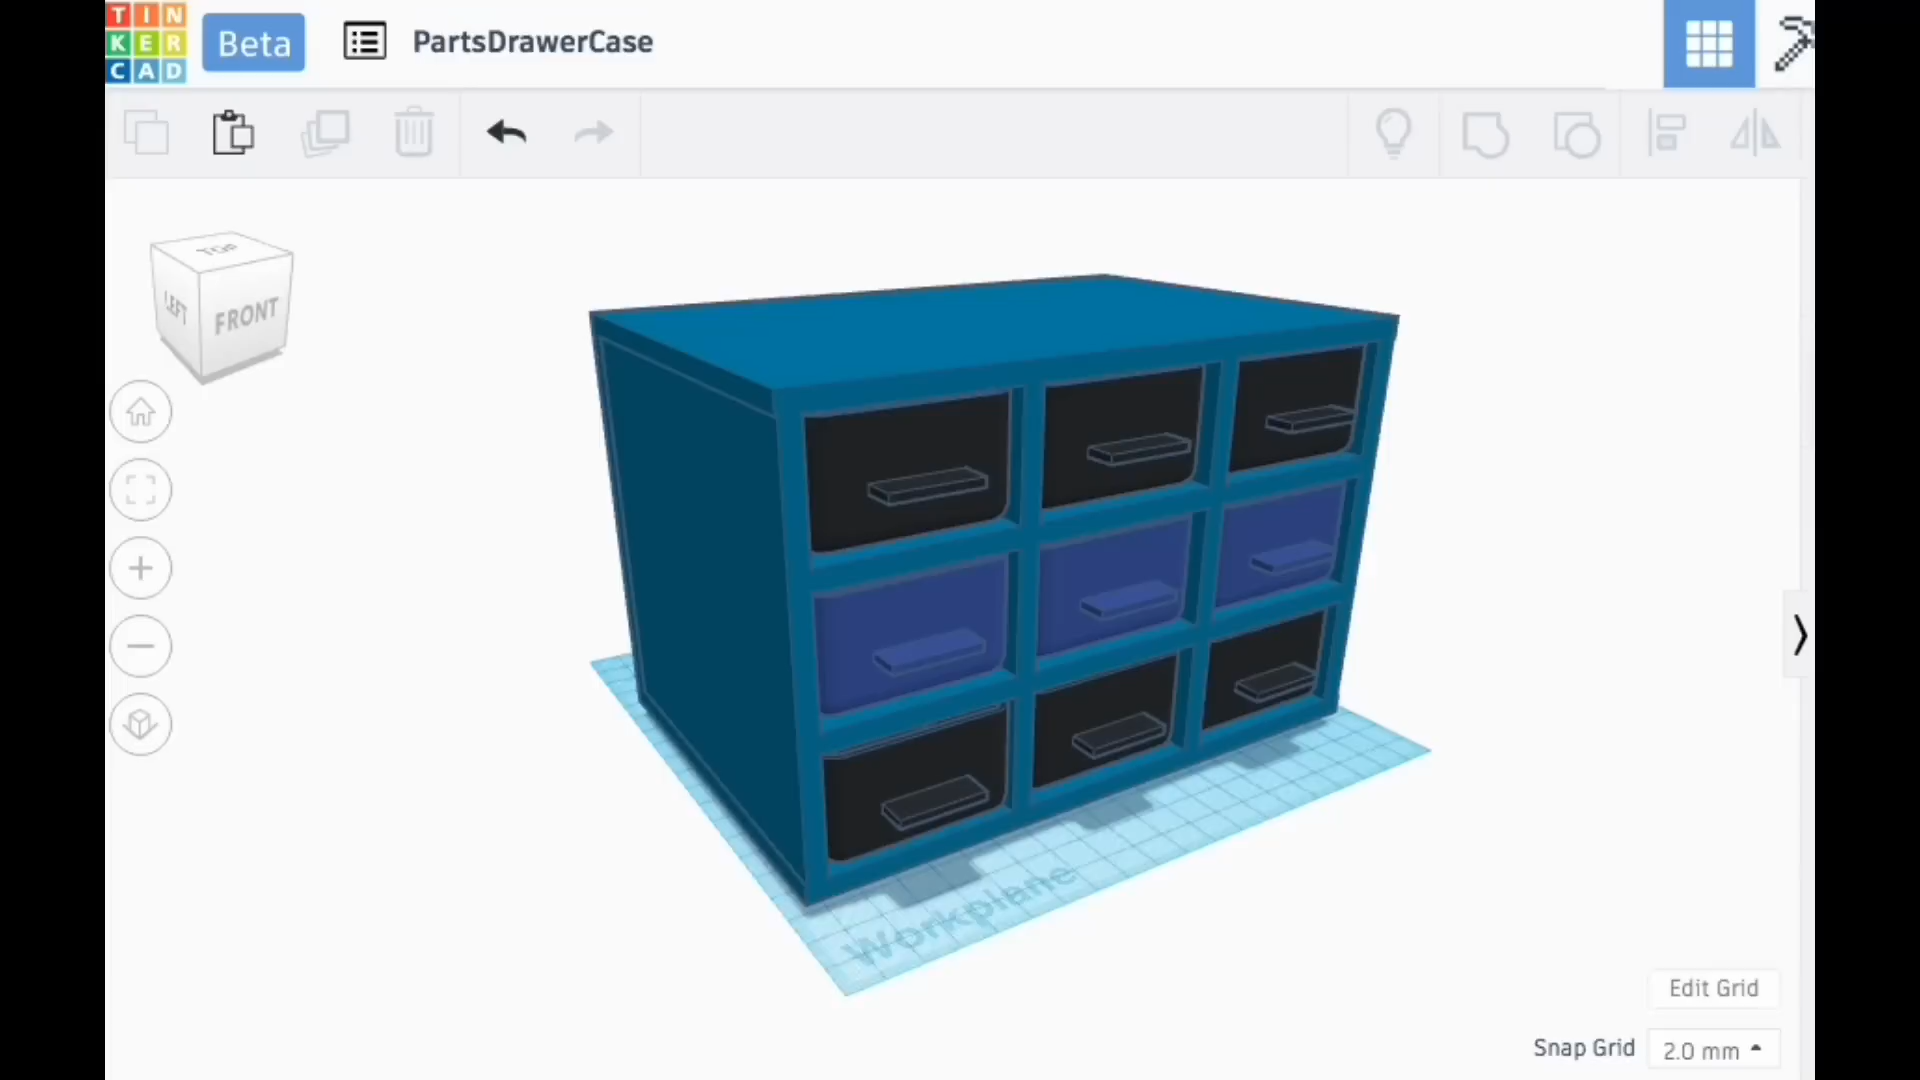 TIN
KER
CAD
Beta
PartsDrawerCase
TOP
LEFT
FRONT
Workplane
Edit Grid
Snap Grid
2.0 mm